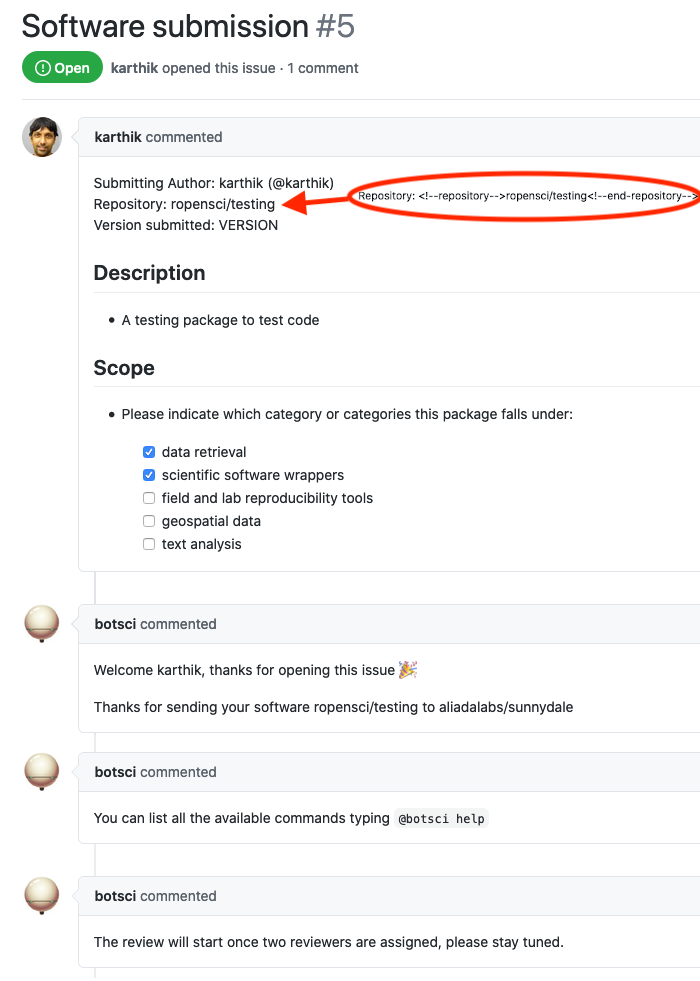 Software submission #5
Open karthik opened this issue · 1 comment
karthik commented
Submitting Author: karthik (@karthik)
Repository: ropensci/testing
Repository: <!--repository-->ropensci/testing<!--end-repository-->
Version submitted: VERSION
Description
• A testing package to test code
Scope
• Please indicate which category or categories this package falls under:
data retrieval
scientific software wrappers
field and lab reproducibility tools
geospatial data
text analysis
botsci commented
Welcome karthik, thanks for opening this issue 🎉
Thanks for sending your software ropensci/testing to aliadalabs/sunnydale
botsci commented
You can list all the available commands typing @botsci help
botsci commented
The review will start once two reviewers are assigned, please stay tuned.